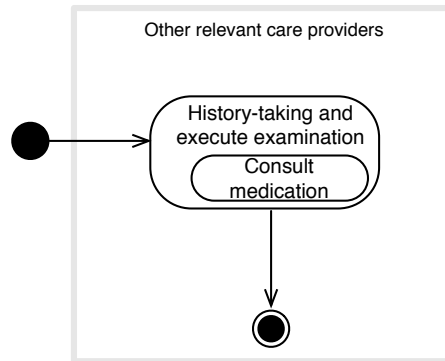 Other relevant care providers
History-taking and
execute examination
Consult
medication